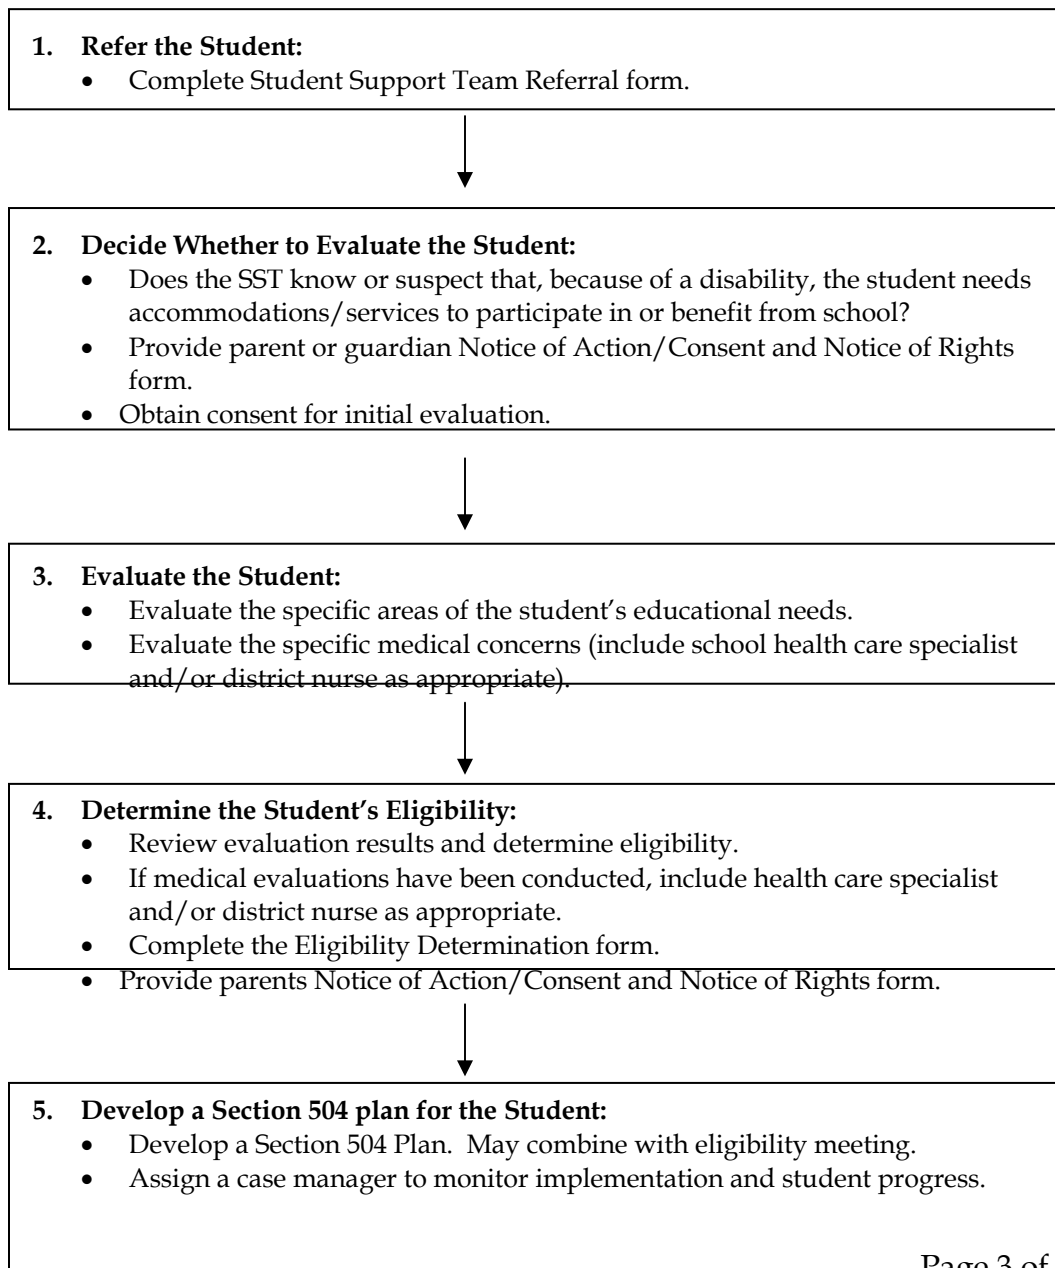 1. Refer the Student:
• Complete Student Support Team Referral form.
2. Decide Whether to Evaluate the Student:
• Does the SST know or suspect that, because of a disability, the student needs
accommodations/services to participate in or benefit from school?
• Provide parent or guardian Notice of Action/Consent and Notice of Rights
form.
• Obtain consent for initial evaluation.
3. Evaluate the Student:
• Evaluate the specific areas of the student’s educational needs.
• Evaluate the specific medical concerns (include school health care specialist
and/or district nurse as appropriate).
4. Determine the Student’s Eligibility:
• Review evaluation results and determine eligibility.
• If medical evaluations have been conducted, include health care specialist
and/or district nurse as appropriate.
• Complete the Eligibility Determination form.
• Provide parents Notice of Action/Consent and Notice of Rights form.
5. Develop a Section 504 plan for the Student:
• Develop a Section 504 Plan. May combine with eligibility meeting.
• Assign a case manager to monitor implementation and student progress.
Page 3 of